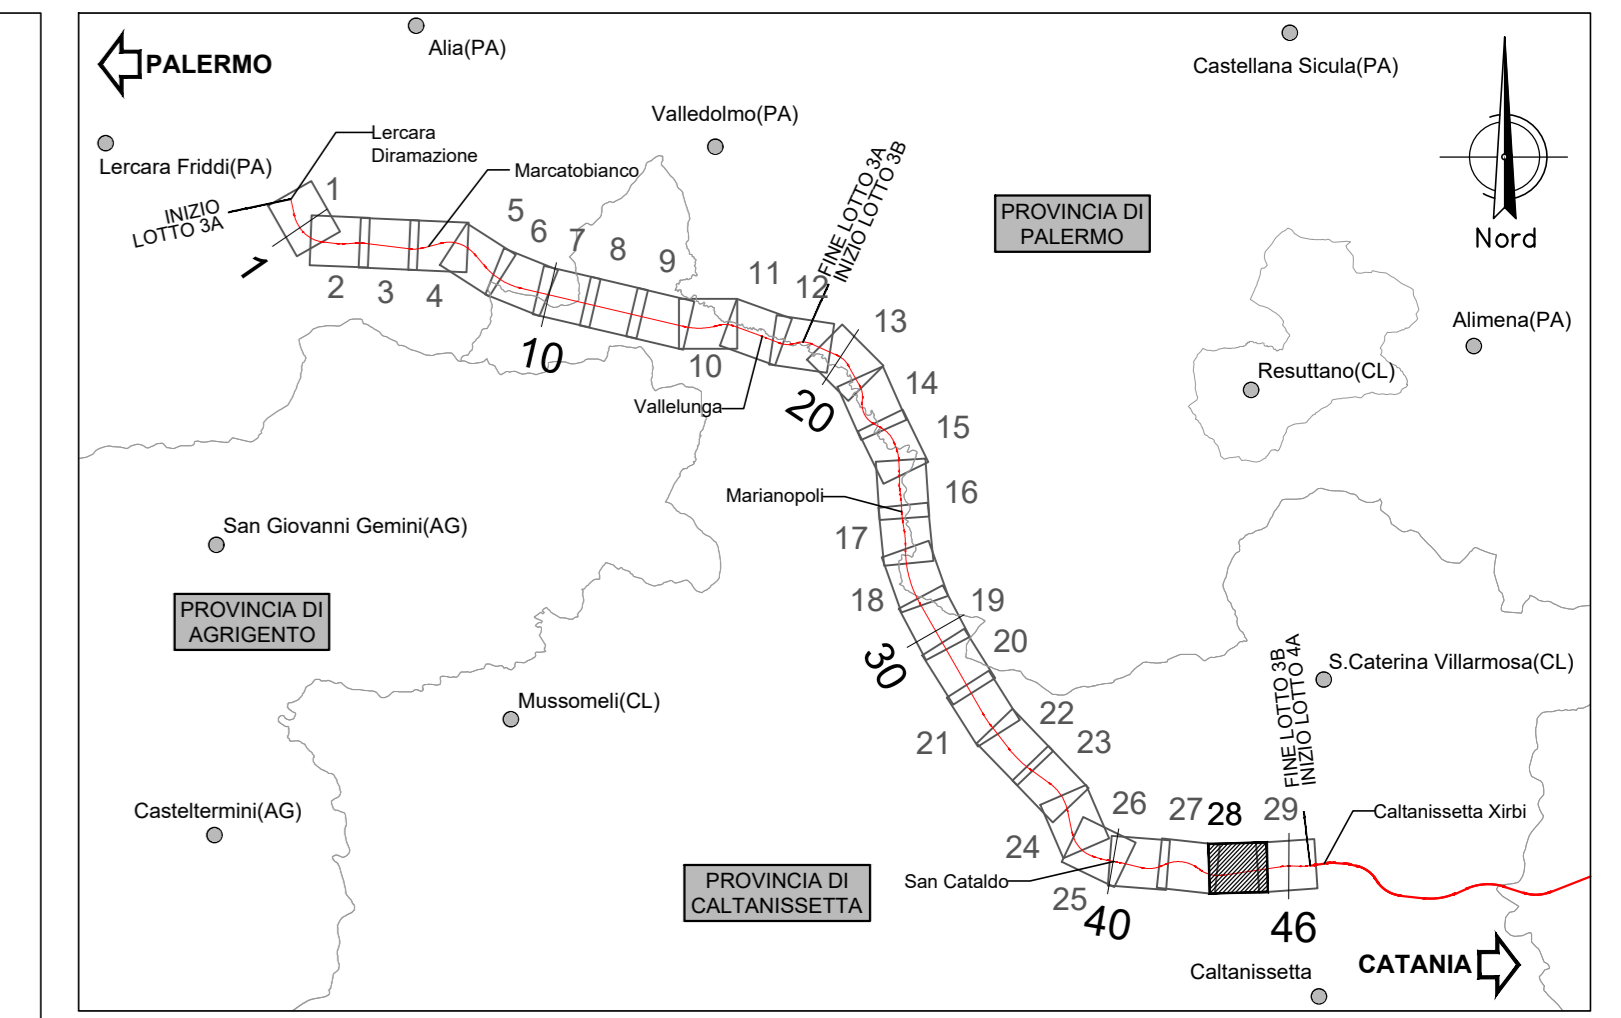 PALERMO
Alia(PA)
Castellana Sicula(PA)
Valledolmo(PA)
Lercara
Diramazione
Lercara Friddi(PA)
Marcatobianco
INIZIO
LOTTO 3A
FINE LOTTO 3A
INIZIO LOTTO 3B
PROVINCIA DI
PALERMO
Nord
1
1
2
3
4
5
6
7
8
9
10
10
11
12
13
14
15
20
Vallelunga
Alimena(PA)
Resuttano(CL)
Marianopoli
16
17
San Giovanni Gemini(AG)
PROVINCIA DI
AGRIGENTO
18
19
20
30
S.Caterina Villarmosa(CL)
FINE LOTTO 3B
INIZIO LOTTO 4A
Mussomeli(CL)
21
22
23
Casteltermini(AG)
24
25
26
27
28
29
Caltanissetta Xirbi
San Cataldo
PROVINCIA DI
CALTANISSETTA
40
46
Caltanissetta
CATANIA